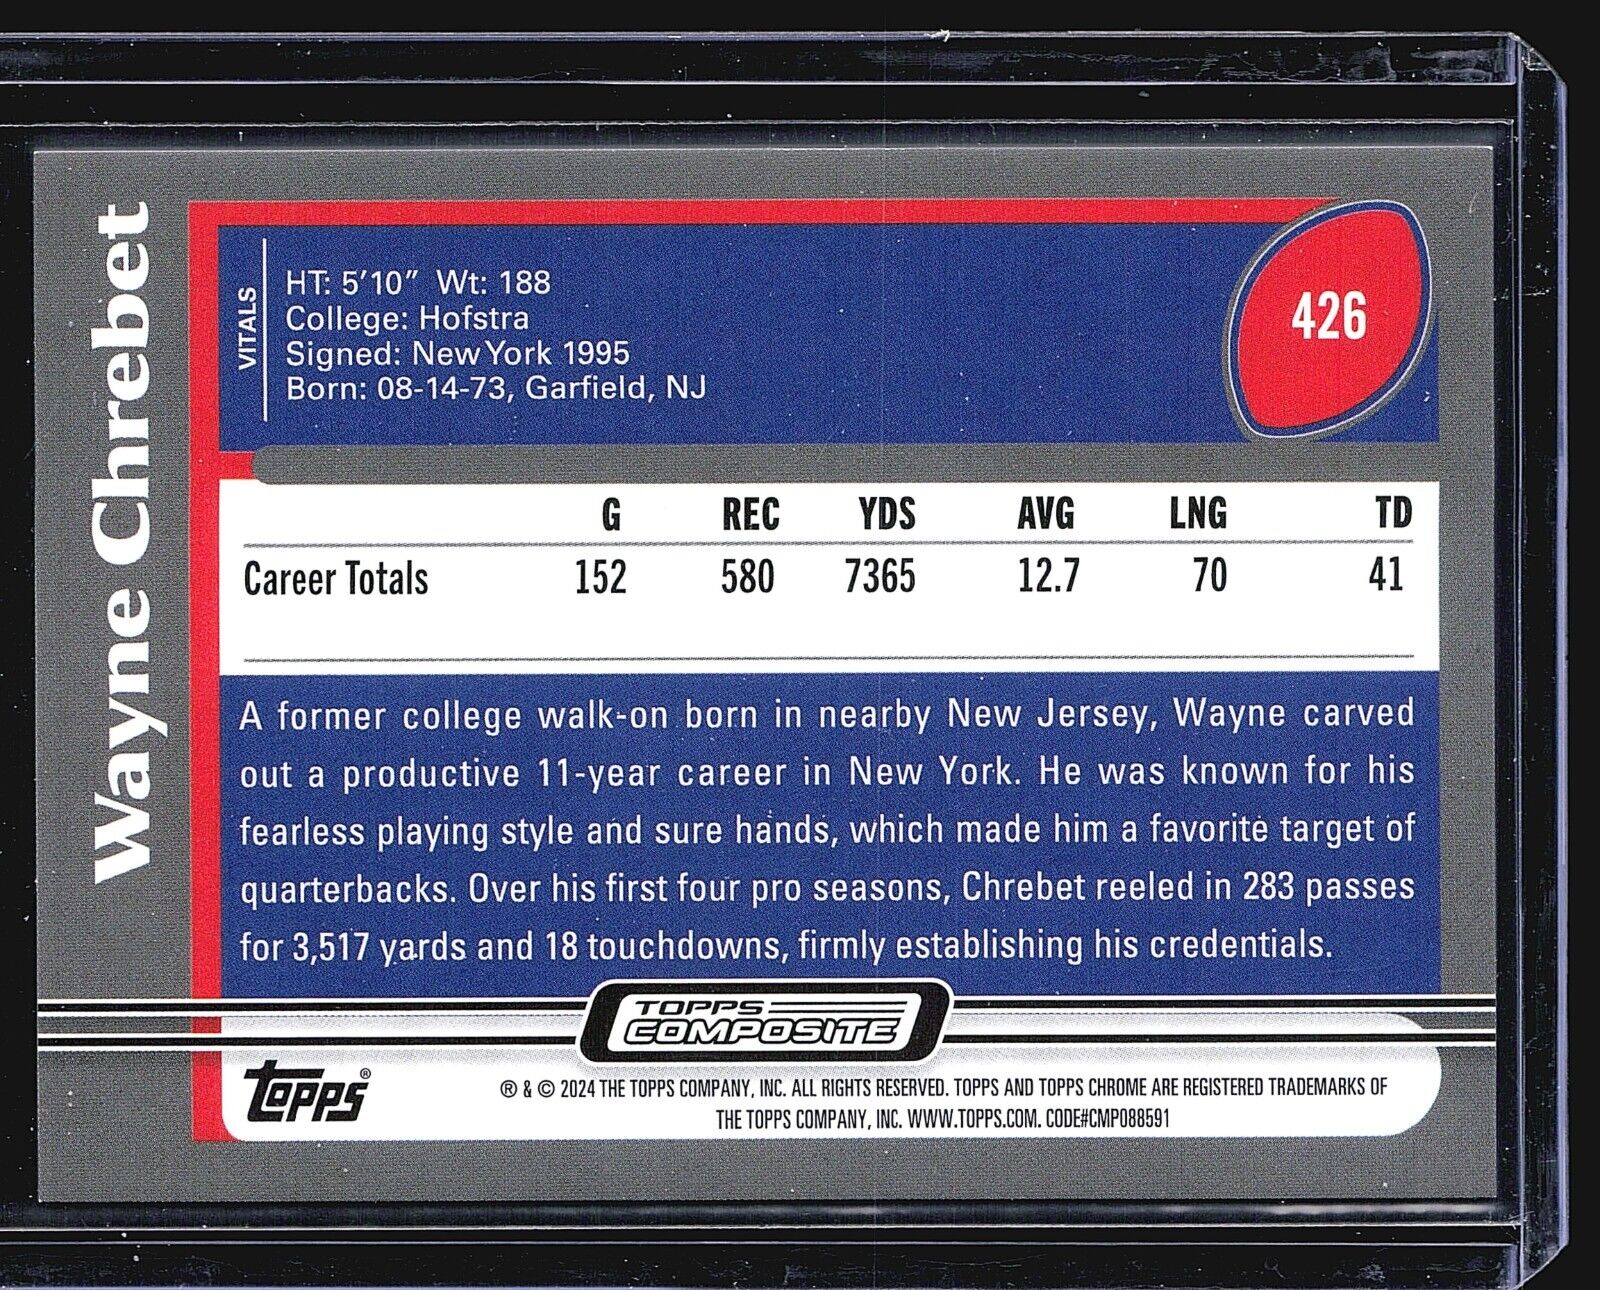 Wayne Chrebet
VITALS
HT: 5'10" Wt: 188
College: Hofstra
Signed: New York 1995
Born: 08-14-73, Garfield, NJ
426
G REC YDS AVG LNG TD
Career Totals 152 580 7365 12.7 70 41
A former college walk-on born in nearby New Jersey, Wayne carved
out a productive 11-year career in New York. He was known for his
fearless playing style and sure hands, which made him a favorite target of
quarterbacks. Over his first four pro seasons, Chrebet reeled in 283 passes
for 3,517 yards and 18 touchdowns, firmly establishing his credentials.
TOPPS
COMPOSITE
topps®
® & © 2024 THE TOPPS COMPANY, INC. ALL RIGHTS RESERVED. TOPPS AND TOPPS CHROME ARE REGISTERED TRADEMARKS OF
THE TOPPS COMPANY, INC. WWW.TOPPS.COM. CODE#CMP088591